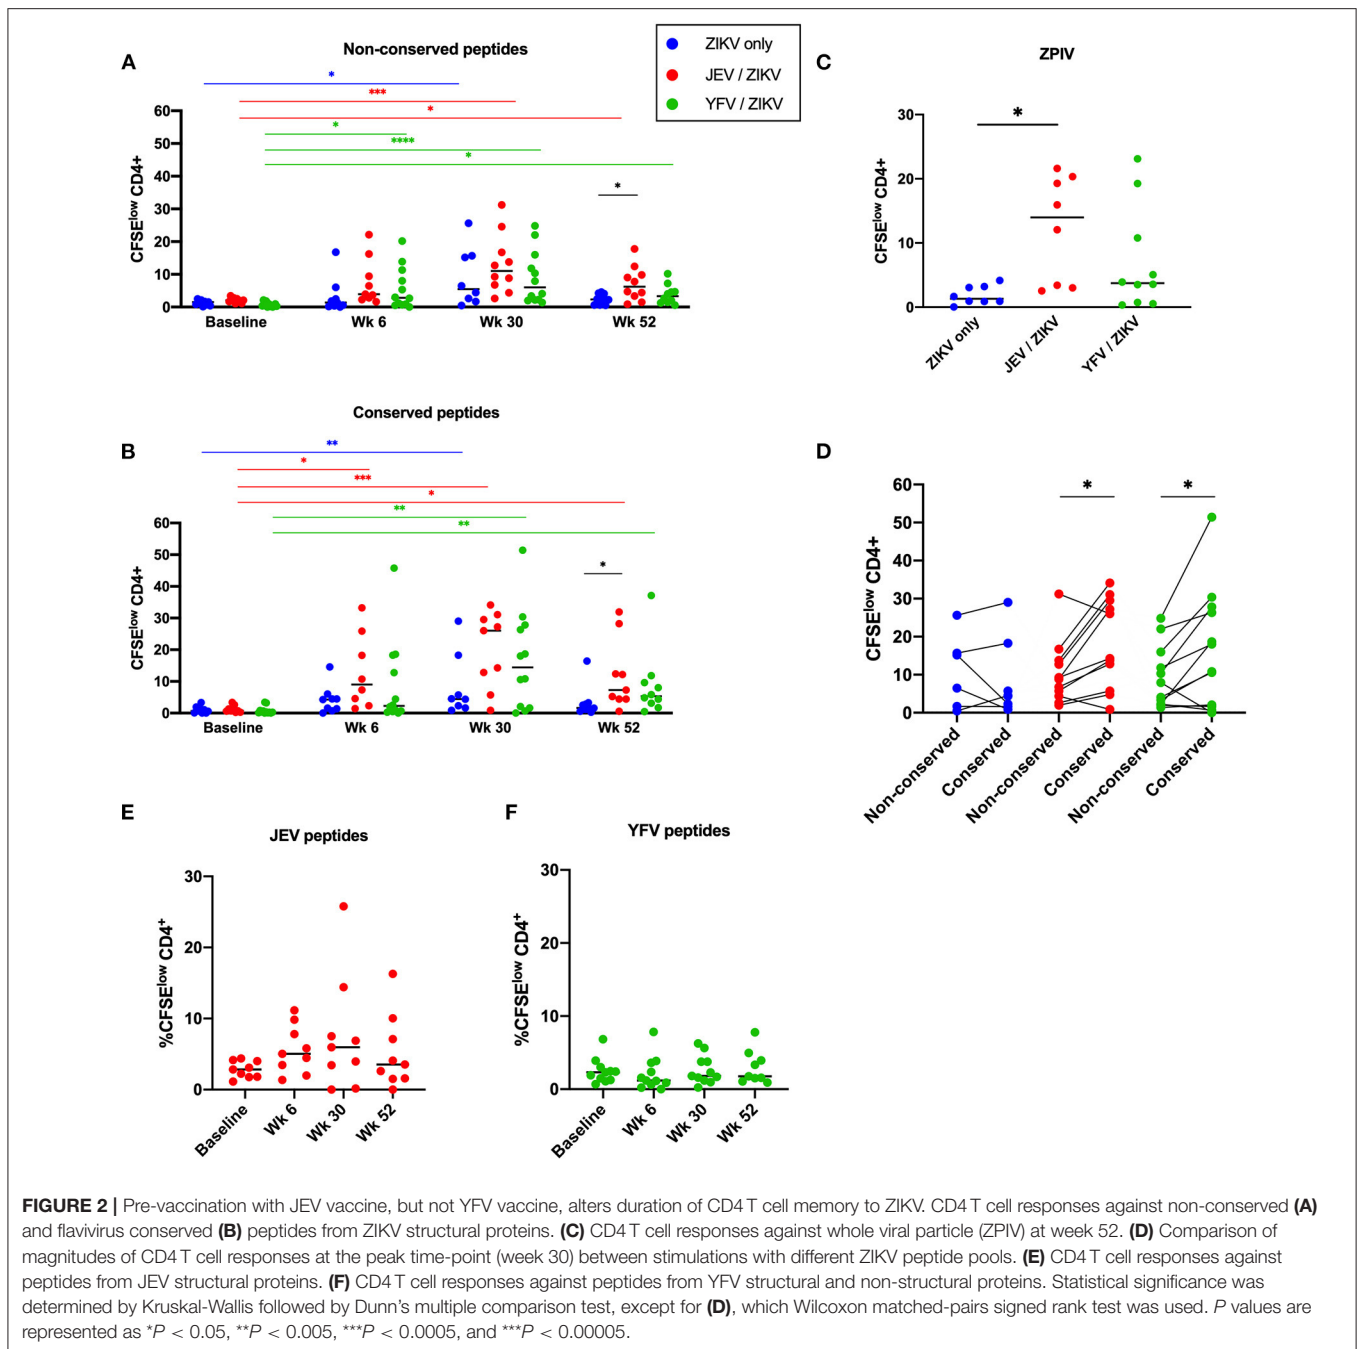 ZIKV only
JEV / ZIKV
YFV / ZIKV
A
Non-conserved peptides
*
***
*
*
****
*
*
CFSElow CD4+
60
50
40
30
20
10
0
Baseline
Wk 6
Wk 30
Wk 52
C
ZPIV
*
CFSElow CD4+
30
20
10
0
ZIKV only
JEV / ZIKV
YFV / ZIKV
B
Conserved peptides
**
*
***
*
**
**
*
CFSElow CD4+
60
50
40
30
20
10
0
Baseline
Wk 6
Wk 30
Wk 52
D
*
*
CFSElow CD4+
60
50
40
30
20
10
0
Non-conserved
Conserved
Non-conserved
Conserved
Non-conserved
Conserved
E
JEV peptides
%CFSElow CD4+
30
20
10
0
Baseline
Wk 6
Wk 30
Wk 52
F
YFV peptides
%CFSElow CD4+
30
20
10
0
Baseline
Wk 6
Wk 30
Wk 52
FIGURE 2 | Pre-vaccination with JEV vaccine, but not YFV vaccine, alters duration of CD4 T cell memory to ZIKV. CD4 T cell responses against non-conserved (A)
and flavivirus conserved (B) peptides from ZIKV structural proteins. (C) CD4 T cell responses against whole viral particle (ZPIV) at week 52. (D) Comparison of
magnitudes of CD4 T cell responses at the peak time-point (week 30) between stimulations with different ZIKV peptide pools. (E) CD4 T cell responses against
peptides from JEV structural proteins. (F) CD4 T cell responses against peptides from YFV structural and non-structural proteins. Statistical significance was
determined by Kruskal-Wallis followed by Dunn's multiple comparison test, except for (D), which Wilcoxon matched-pairs signed rank test was used. P values are
represented as *P < 0.05, **P < 0.005, ***P < 0.0005, and ***P < 0.00005.